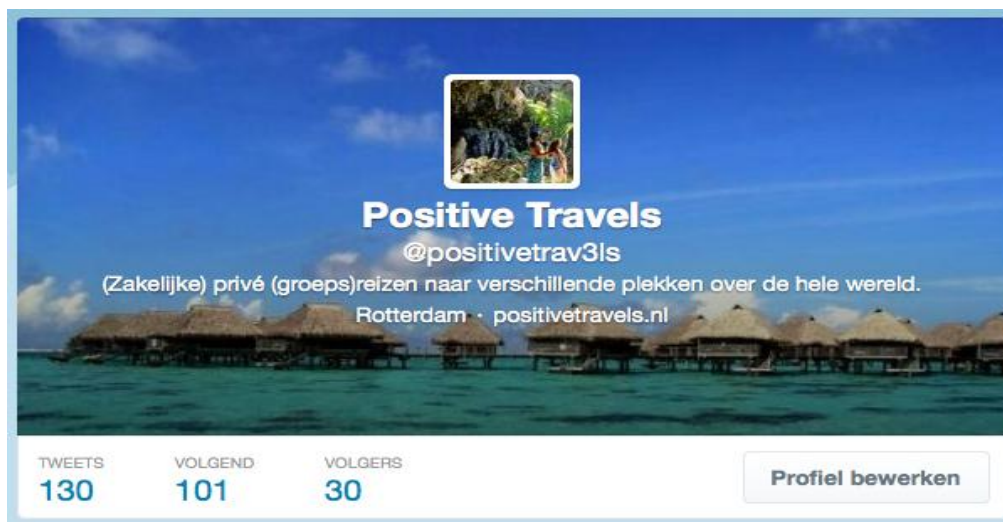 Positive Travels
@positivetrav3ls
(Zakelijke) privé (groeps)reizen naar verschillende plekken over de hele wereld.
Rotterdam · positivetravels.nl
TWEETS VOLGEND VOLGERS
130 101 30
Profiel bewerken